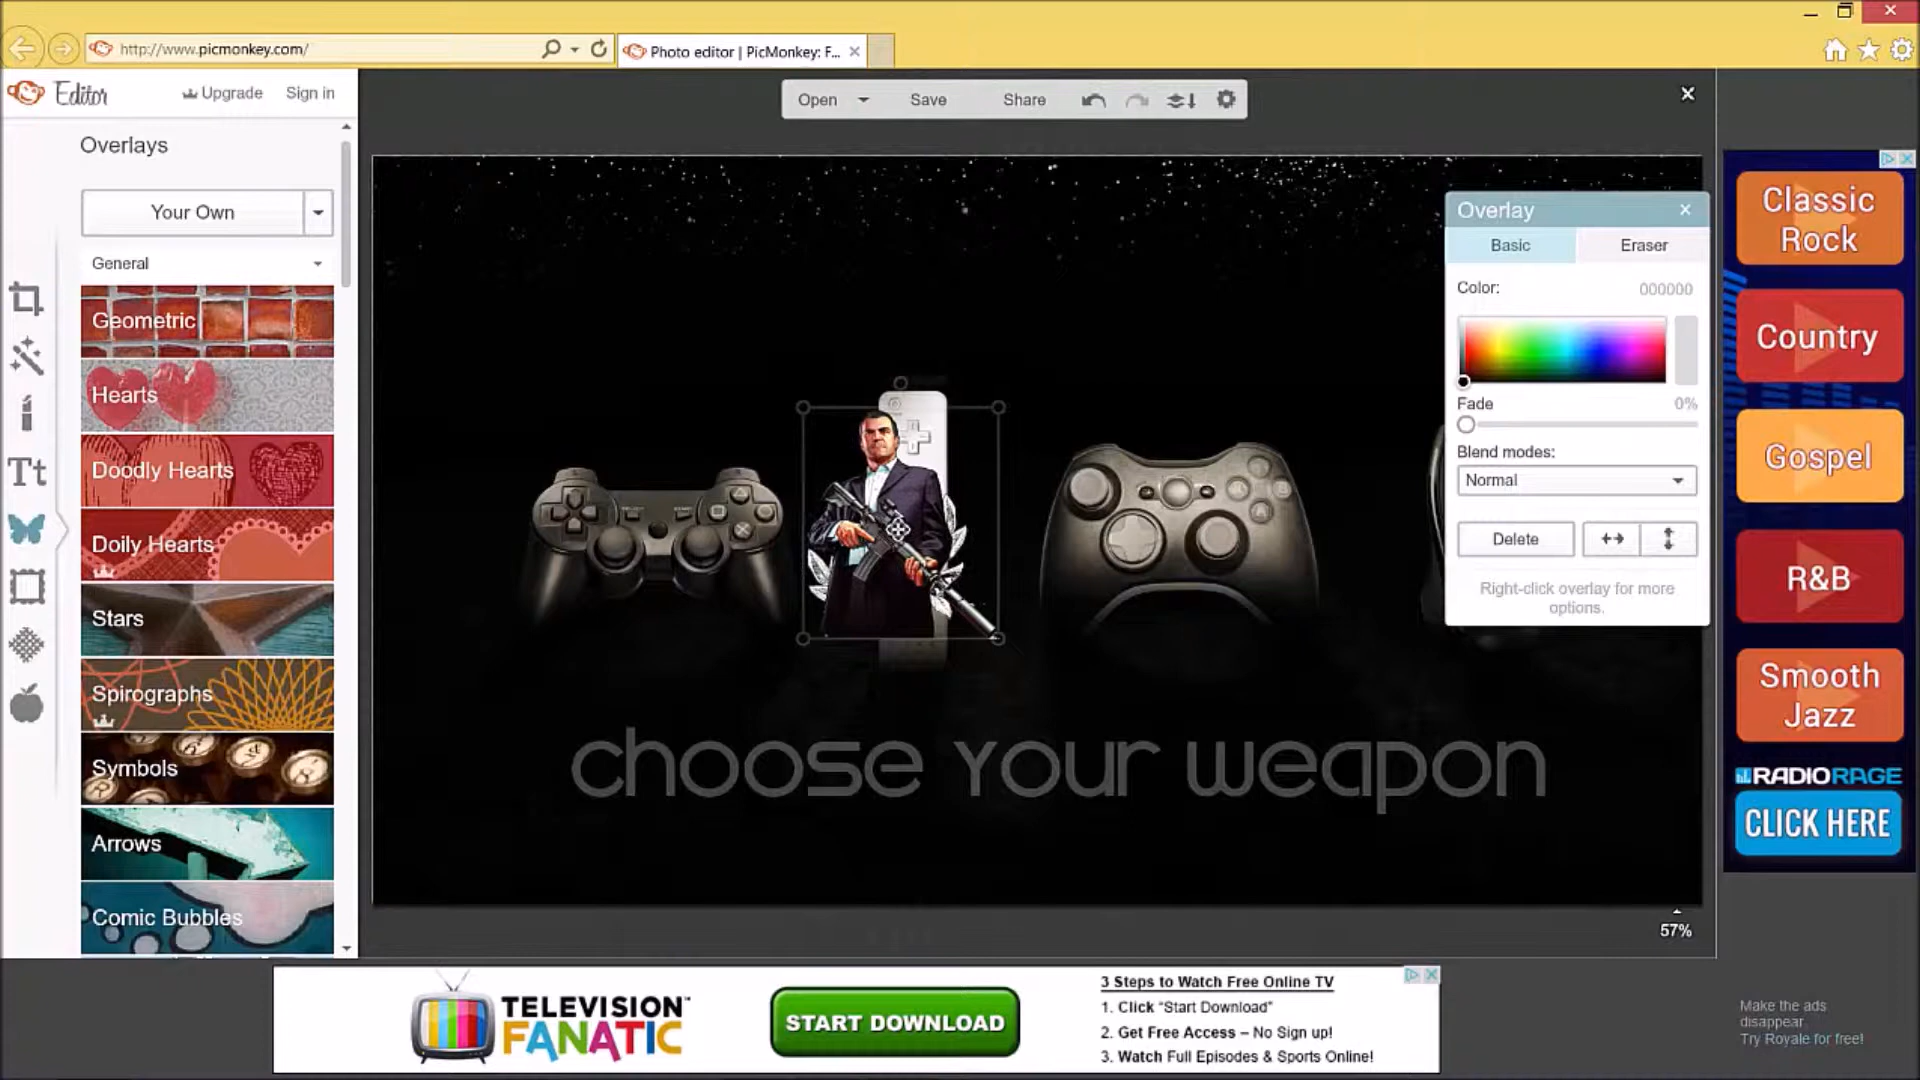 http://www.picmonkey.com/
Photo editor | PicMonkey: F...
Editor
Upgrade
Sign in
Open
Save
Share
Overlays
Your Own
General
Geometric
Hearts
Doodly Hearts
Doily Hearts
Stars
Spirographs
Symbols
Arrows
Comic Bubbles
choose your weapon
Overlay
Basic
Eraser
Color:
000000
Fade
0%
Blend modes:
Normal
Delete
Right-click overlay for more
options.
57%
Classic
Rock
Country
Gospel
R&B
Smooth
Jazz
RADIORAGE
CLICK HERE
TELEVISION™
FANATIC
START DOWNLOAD
3 Steps to Watch Free Online TV
1. Click “Start Download”
2. Get Free Access – No Sign up!
3. Watch Full Episodes & Sports Online!
Make the ads
disappear.
Try Royale for free!